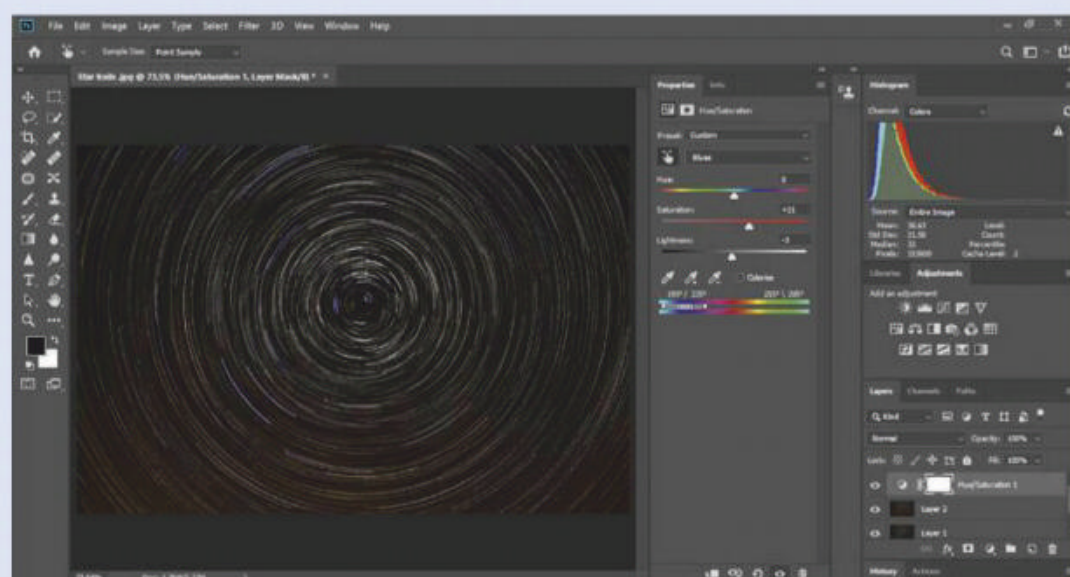 File Edit Image Layer Type Select Filter 3D View Window Help
Sample Size: Point Sample
Star trails .jpg @ 73,5% (Hue/Saturation 1, Layer Mask/8) *
Properties Info
Hue/Saturation
Preset: Custom
Blues
Hue: 0
Saturation:
Lightness: -3
Colorize
Histogram
Channel: Colors
Source: Entire Image
Mean: Level:
Std Dev: Count:
Median: Percentile:
Pixels: Cache Level: 2
Libraries Adjustments
Add an adjustment
Layers Channels Paths
Kind
Normal Opacity: 100%
Lock: Fill: 100%
Hue/Saturation 1
Layer 2
Layer 1
History Actions